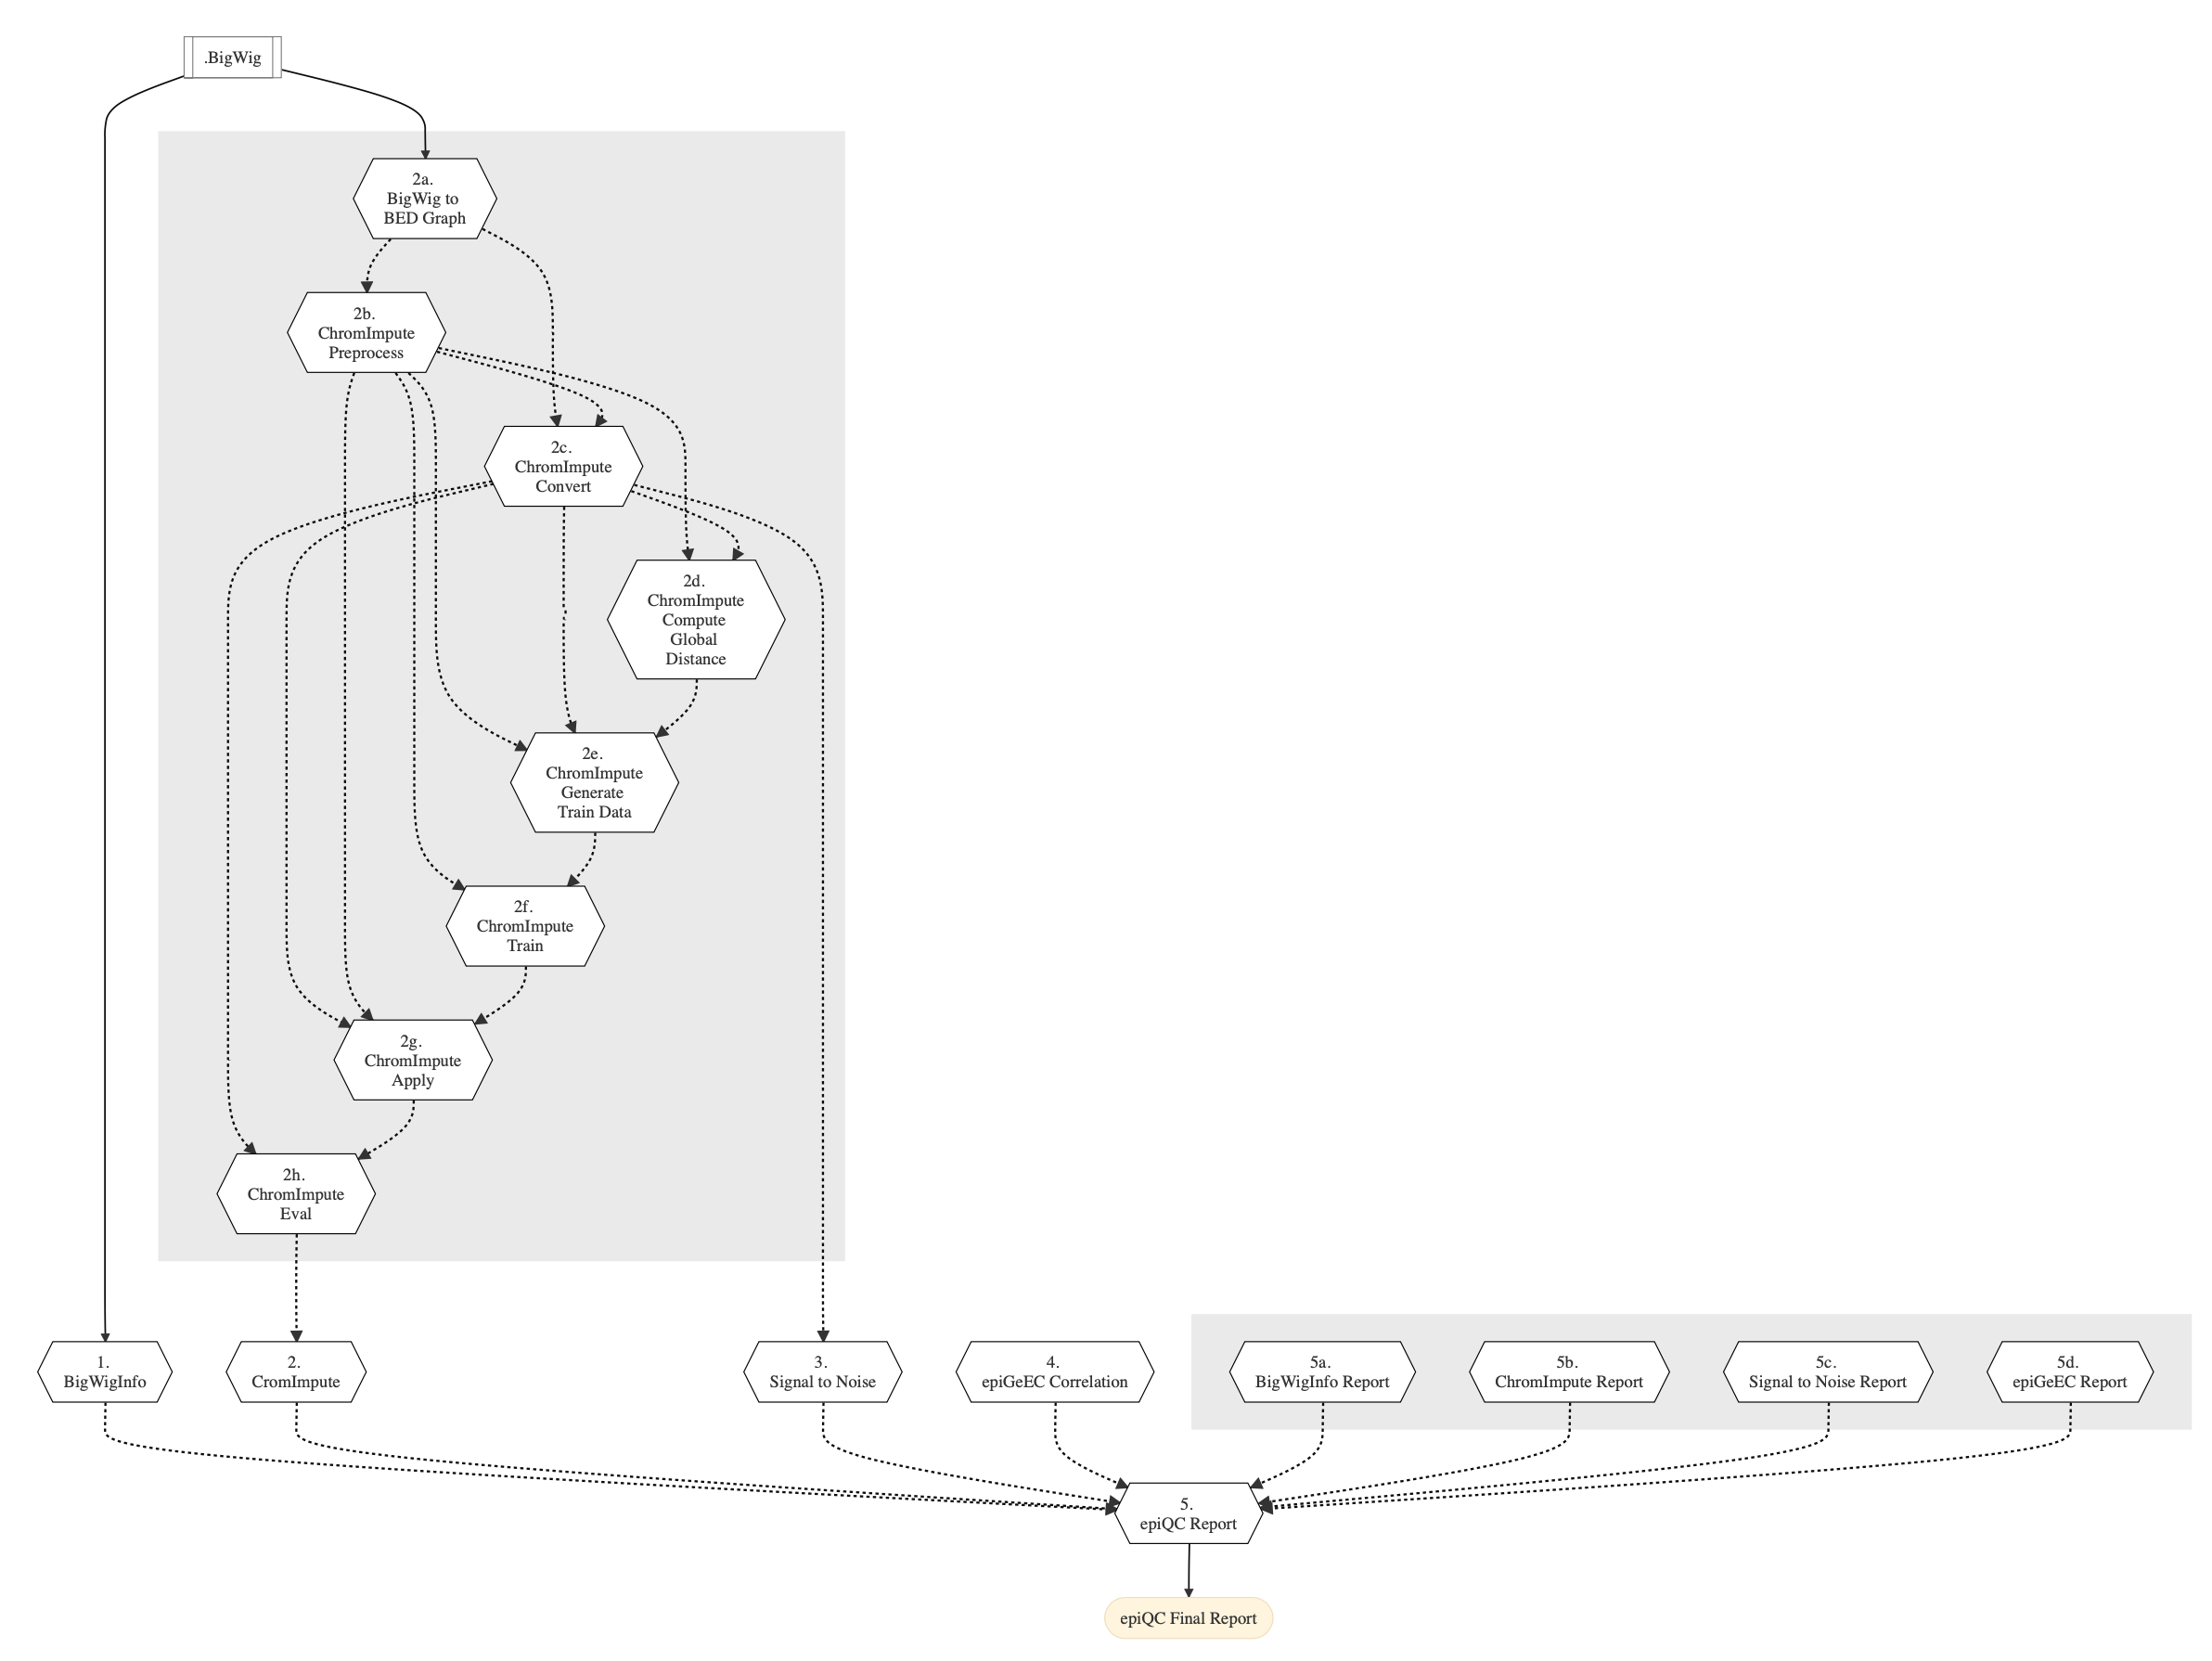 .BigWig
2a.
BigWig to
BED Graph
2b.
ChromImpute
Preprocess
2c.
ChromImpute
Convert
2d.
ChromImpute
Compute
Global
Distance
2e.
ChromImpute
Generate
Train Data
2f.
ChromImpute
Train
2g.
ChromImpute
Apply
2h.
ChromImpute
Eval
1.
BigWigInfo
2.
CromImpute
3.
Signal to Noise
4.
epiGeEC Correlation
5a.
BigWigInfo Report
5b.
ChromImpute Report
5c.
Signal to Noise Report
5d.
epiGeEC Report
5.
epiQC Report
epiQC Final Report